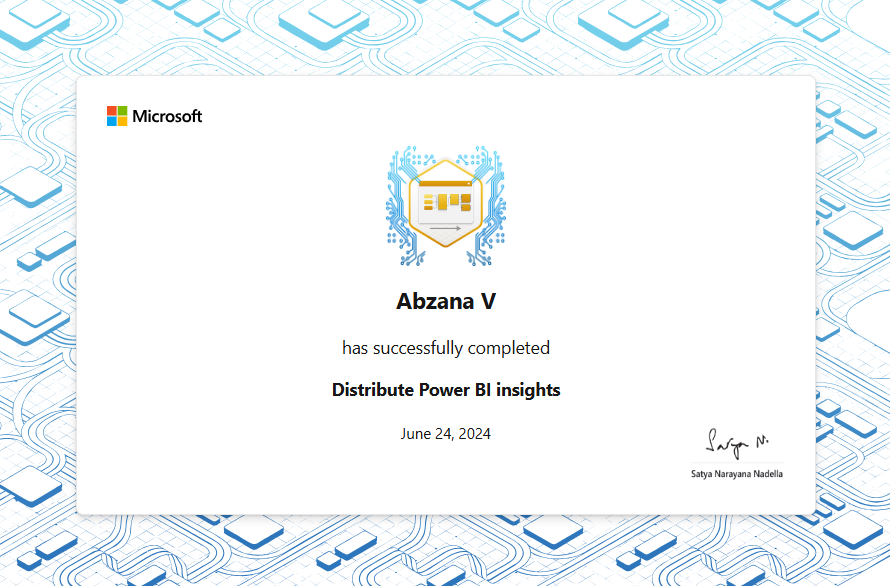 Microsoft
Abzana V
has successfully completed
Distribute Power BI insights
June 24, 2024
Satya N.
Satya Narayana Nadella